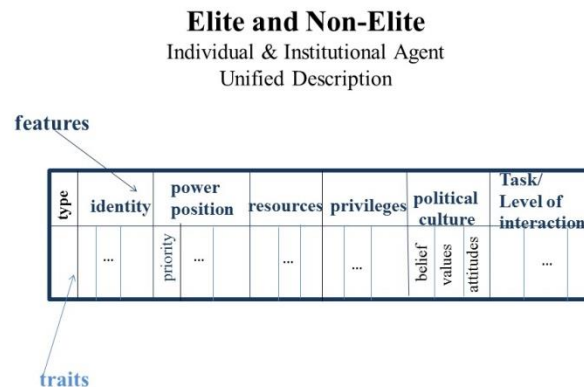 Elite and Non-Elite
Individual & Institutional Agent
Unified Description
features
type
identity
power
position
resources
privileges
political
culture
Task/
Level of
interaction
...
priority
...
...
...
belief
values
attitudes
...
traits